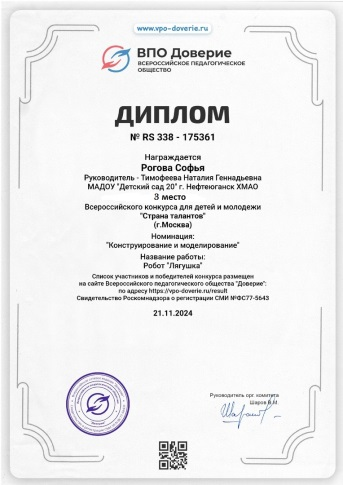 www.vpo-doverie.ru
ВПО Доверие
ВСЕРОССИЙСКОЕ ПЕДАГОГИЧЕСКОЕ
ОБЩЕСТВО
ДИПЛОМ
№ RS 338 - 175361
Награждается
Рогова Софья
Руководитель - Тимофеева Наталия Геннадьевна
МАДОУ "Детский сад 20" г. Нефтеюганск ХМАО
3 место
Всероссийского конкурса для детей и молодежи
"Страна талантов"
(г.Москва)
Номинация:
"Конструирование и моделирование"
Название работы:
Робот "Лягушка"
Список участников и победителей конкурса размещен
на сайте Всероссийского педагогического общества "Доверие":
по адресу https://vpo-doverie.ru/result
Свидетельство Роскомнадзора о регистрации СМИ №ФС77-5643
21.11.2024
Руководитель орг. комитета
Шаров В.М.